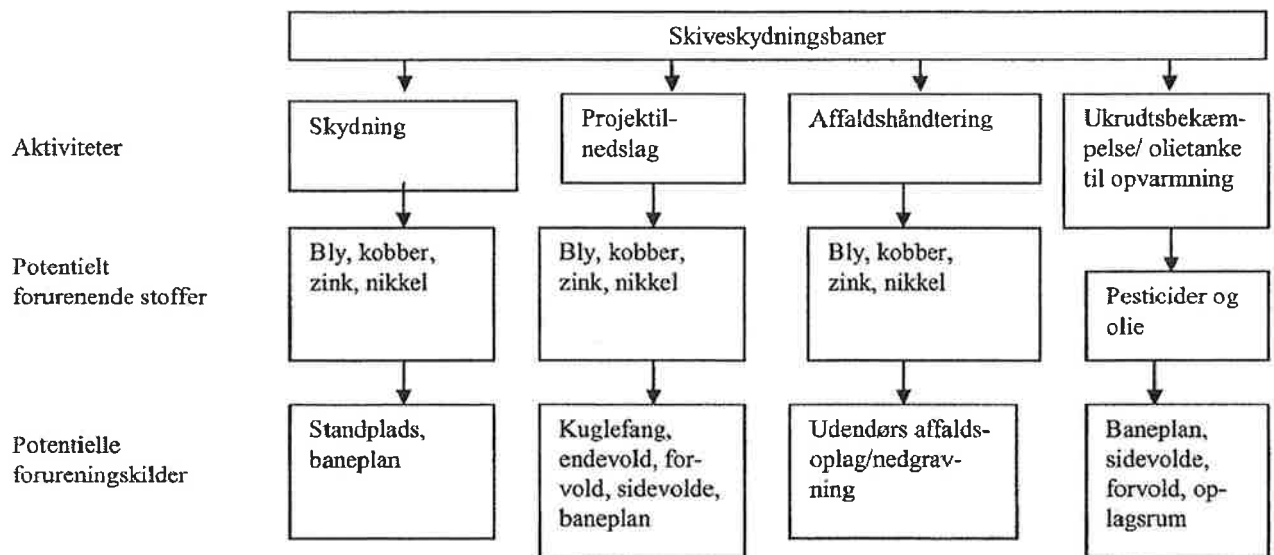 Skiveskydningsbaner
Aktiviteter
Skydning
Projektil-
nedslag
Affaldshåndtering
Ukrudtsbekæm-
pelse/ olietanke
til opvarmning
Potentielt
forurenende stoffer
Bly, kobber,
zink, nikkel
Bly, kobber,
zink, nikkel
Bly, kobber,
zink, nikkel
Pesticider og
olie
Potentielle
forureningskilder
Standplads,
baneplan
Kuglefang,
endevold, for-
vold, sidevolde,
baneplan
Udendørs affalds-
oplag/nedgrav-
ning
Baneplan,
sidevolde,
forvold, op-
lagsrum